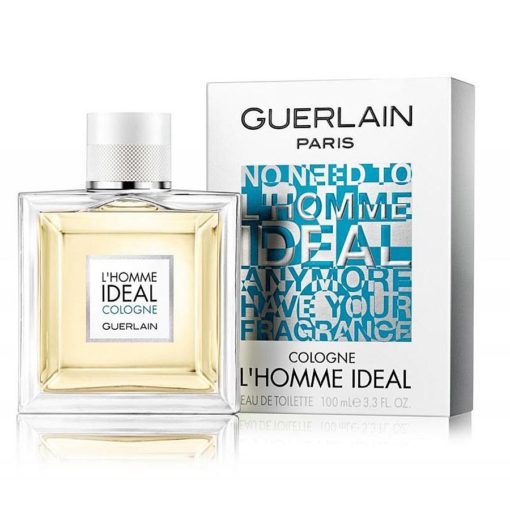 L'HOMME
IDEAL
COLOGNE
GUERLAIN
GUERLAIN
PARIS
NO NEED TO
L'HOMME
IDEAL
ANYMORE
HAVE YOUR
FRAGRANCE
COLOGNE
L'HOMME IDEAL
EAU DE TOILETTE 100 mL e 3.3 FL. OZ.